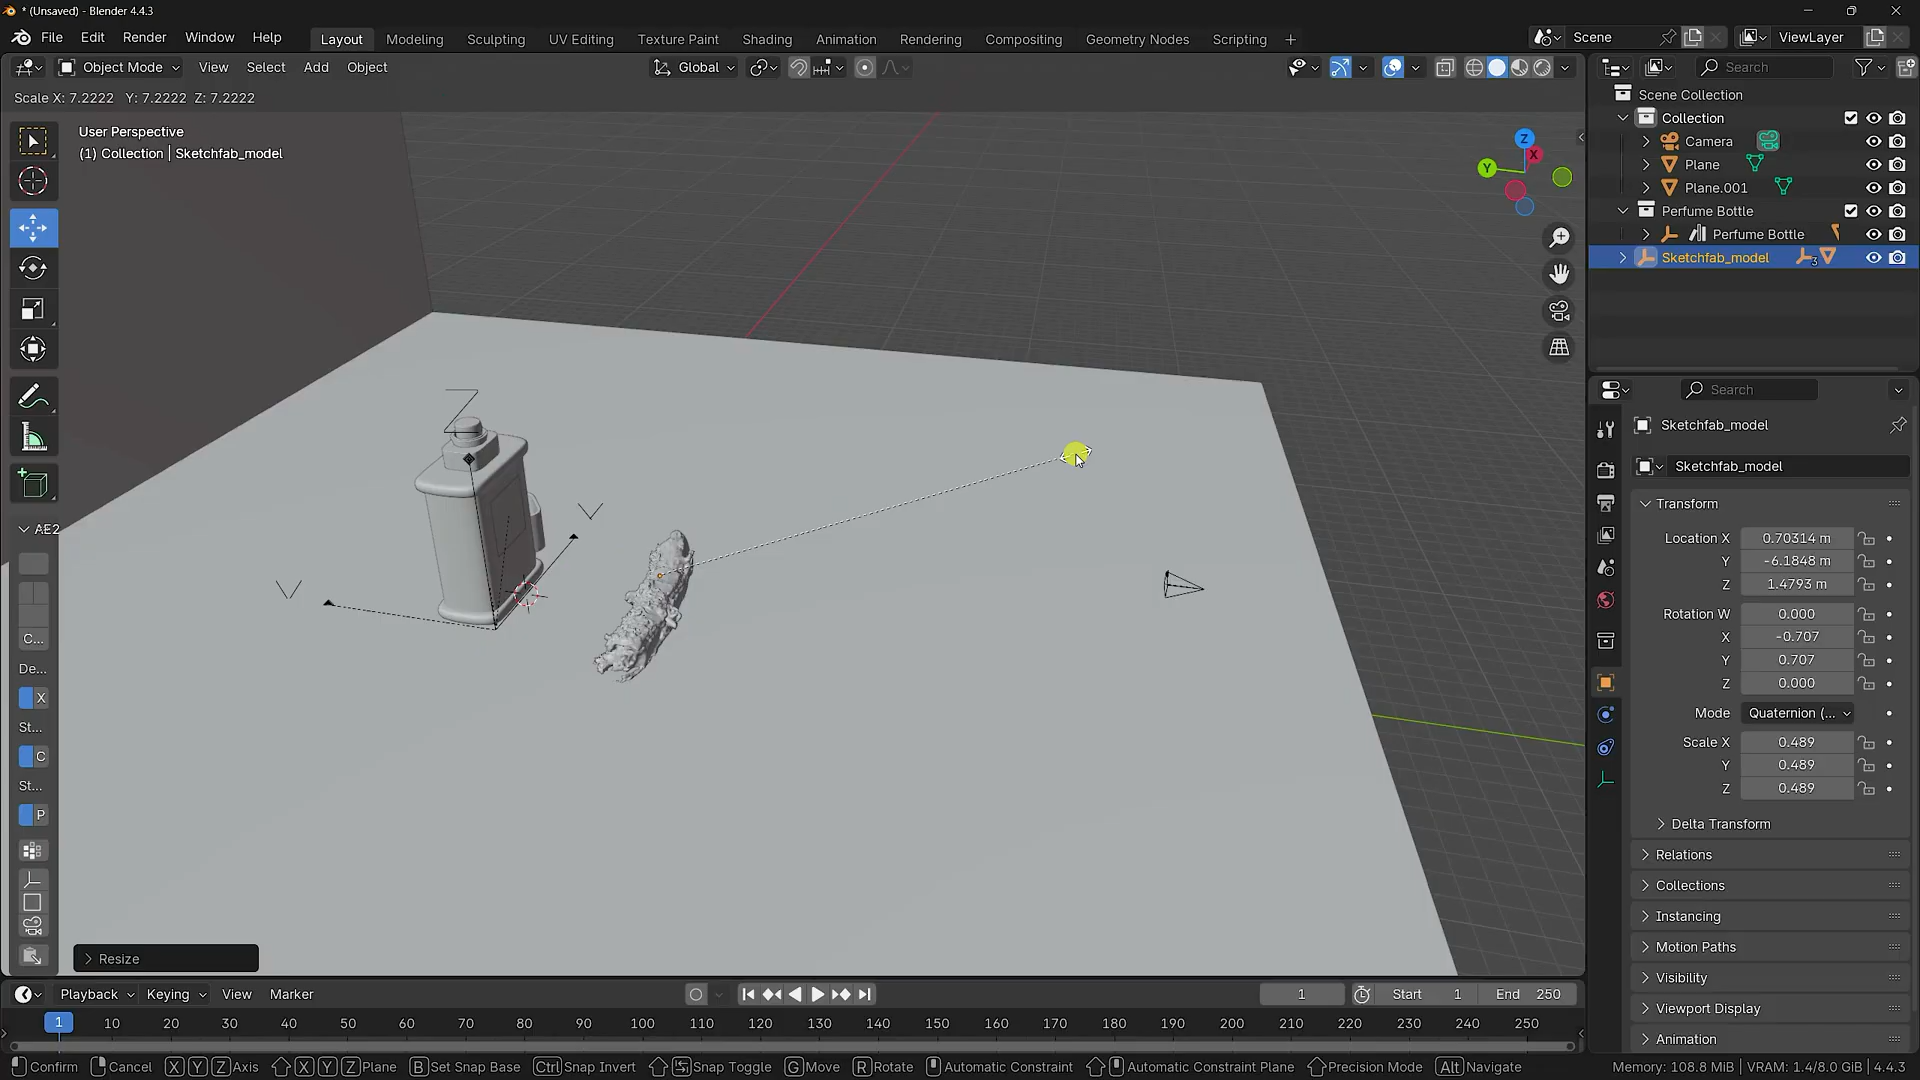 * (Unsaved) - Blender 4.4.3
File Edit Render Window Help
Layout Modeling Sculpting UV Editing Texture Paint Shading Animation Rendering Compositing Geometry Nodes Scripting +
Scene
ViewLayer
Object Mode View Select Add Object
Global
Search
Scale X: 7.2222 Y: 7.2222 Z: 7.2222
User Perspective
(1) Collection | Sketchfab_model
Z
X
Y
Scene Collection
Collection
Camera
Plane
Plane.001
Perfume Bottle
Perfume Bottle
Sketchfab_model
3
Search
Sketchfab_model
Sketchfab_model
Transform
Location X 0.70314 m
Y -6.1848 m
Z 1.4793 m
Rotation W 0.000
X -0.707
Y 0.707
Z 0.000
Mode Quaternion (...
Scale X 0.489
Y 0.489
Z 0.489
Delta Transform
Relations
Collections
Instancing
Motion Paths
Visibility
Viewport Display
Animation
AE2
C...
De...
X
St...
C
St...
P
Resize
Playback Keying View Marker
1
Start 1
End 250
1 10 20 30 40 50 60 70 80 90 100 110 120 130 140 150 160 170 180 190 200 210 220 230 240 250
Confirm Cancel X Y Z Axis X Y Z Plane B Set Snap Base Ctrl Snap Invert Snap Toggle G Move R Rotate Automatic Constraint Automatic Constraint Plane Precision Mode Alt Navigate
Memory: 108.8 MiB | VRAM: 1.4/8.0 GiB | 4.4.3